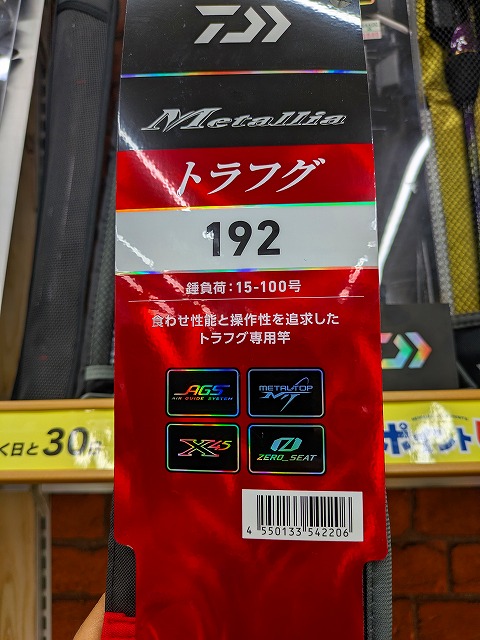 Metallia
トラフグ
192
錘負荷:15-100号
食わせ性能と操作性を追求した
トラフグ専用竿
AGS
AIR GUIDE SYSTEM
METALTOP
MT
X45
ZERO_SEAT
4 550133 542206
く日と30
ポイント